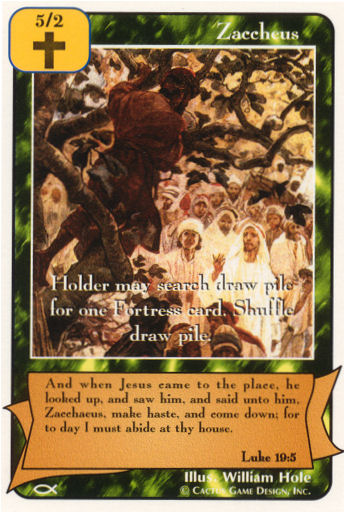 5/2
Zaccheus
Holder may search draw pile
for one Fortress card. Shuffle
draw pile.
And when Jesus came to the place, he
looked up, and saw him, and said unto him,
Zacchaeus, make haste, and come down; for
to day I must abide at thy house.
Luke 19:5
Illus. William Hole
© Cactus Game Design, Inc.